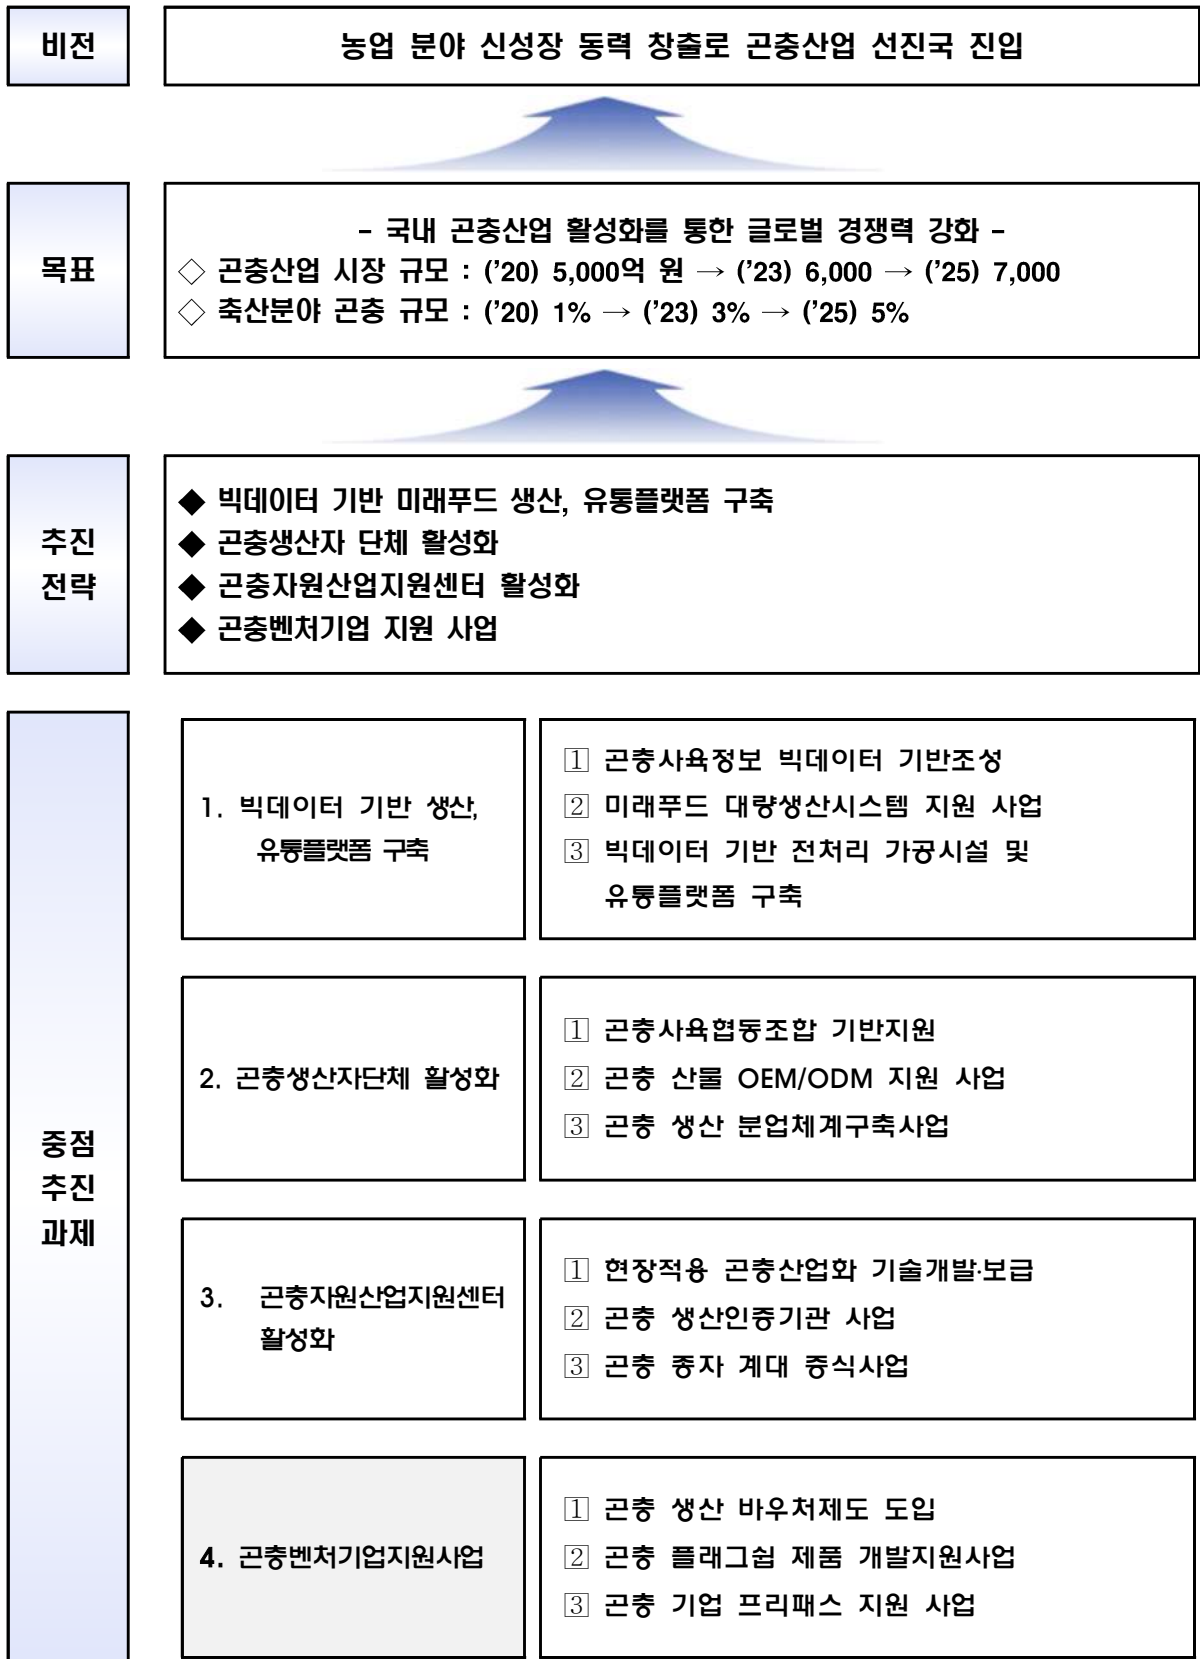 비전
농업 분야 신성장 동력 창출로 곤충산업 선진국 진입
목표
- 국내 곤충산업 활성화를 통한 글로벌 경쟁력 강화 -
◇ 곤충산업 시장 규모 : (’20) 5,000억 원 → (’23) 6,000 → (’25) 7,000
◇ 축산분야 곤충 규모 : (’20) 1% → (’23) 3% → (’25) 5%
추진
전략
◆ 빅데이터 기반 미래푸드 생산, 유통플랫폼 구축
◆ 곤충생산자 단체 활성화
◆ 곤충자원산업지원센터 활성화
◆ 곤충벤처기업 지원 사업
중점
추진
과제
1. 빅데이터 기반 생산,
유통플랫폼 구축
1 곤충사육정보 빅데이터 기반조성
2 미래푸드 대량생산시스템 지원 사업
3 빅데이터 기반 전처리 가공시설 및
유통플랫폼 구축
2. 곤충생산자단체 활성화
1 곤충사육협동조합 기반지원
2 곤충 산물 OEM/ODM 지원 사업
3 곤충 생산 분업체계구축사업
3. 곤충자원산업지원센터
활성화
1 현장적용 곤충산업화 기술개발·보급
2 곤충 생산인증기관 사업
3 곤충 종자 계대 증식사업
4. 곤충벤처기업지원사업
1 곤충 생산 바우처제도 도입
2 곤충 플래그쉽 제품 개발지원사업
3 곤충 기업 프리패스 지원 사업